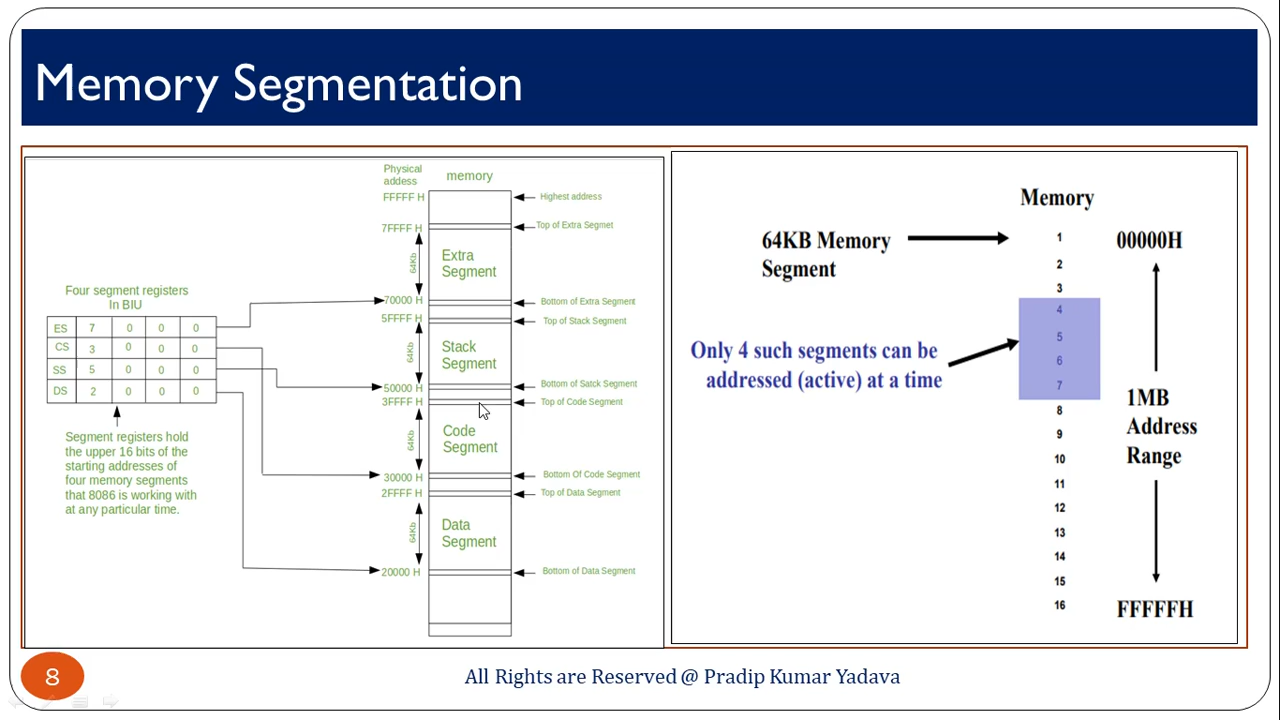 Memory Segmentation
Physical
addess
memory
FFFFF H
Highest address
7FFFF H
Top of Extra Segmet
64Kb
Extra
Segment
Four segment registers
In BIU
70000 H
Bottom of Extra Segment
5FFFF H
Top of Stack Segment
ES 7 0 0 0
CS 3 0 0 0
SS 5 0 0 0
DS 2 0 0 0
64Kb
Stack
Segment
50000 H
Bottom of Satck Segment
3FFFF H
Top of Code Segment
Segment registers hold
the upper 16 bits of the
starting addresses of
four memory segments
that 8086 is working with
at any particular time.
64Kb
Code
Segment
30000 H
Bottom Of Code Segment
2FFFF H
Top of Data Segment
64Kb
Data
Segment
20000 H
Bottom of Data Segment
Memory
64KB Memory
Segment
Only 4 such segments can be
addressed (active) at a time
1
2
3
4
5
6
7
8
9
10
11
12
13
14
15
16
00000H
1MB
Address
Range
FFFFFH
8
All Rights are Reserved @ Pradip Kumar Yadava